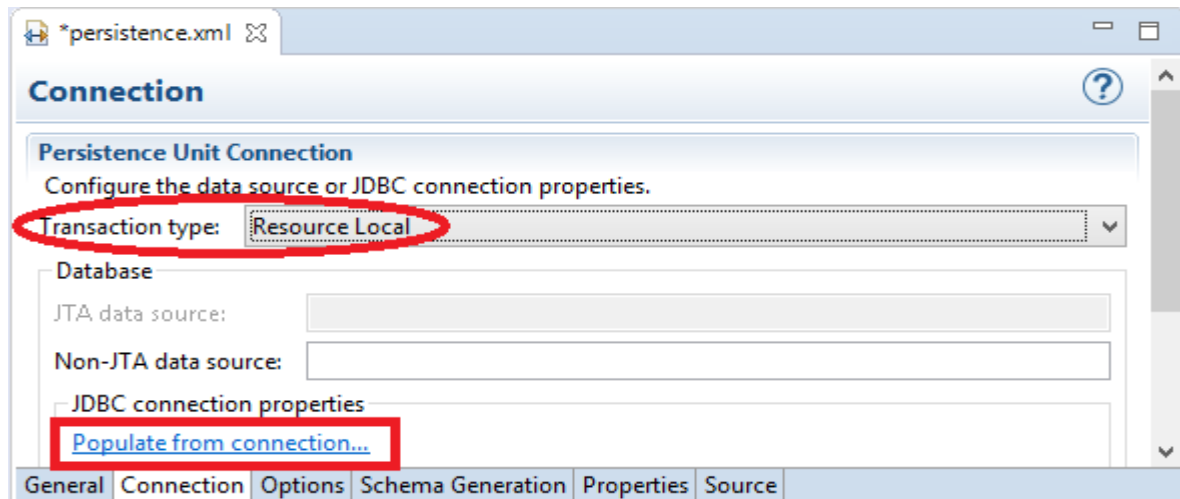 *persistence.xml
Connection
Persistence Unit Connection
Configure the data source or JDBC connection properties.
Transaction type: Resource Local
Database
JTA data source:
Non-JTA data source:
JDBC connection properties
Populate from connection...
General Connection Options Schema Generation Properties Source